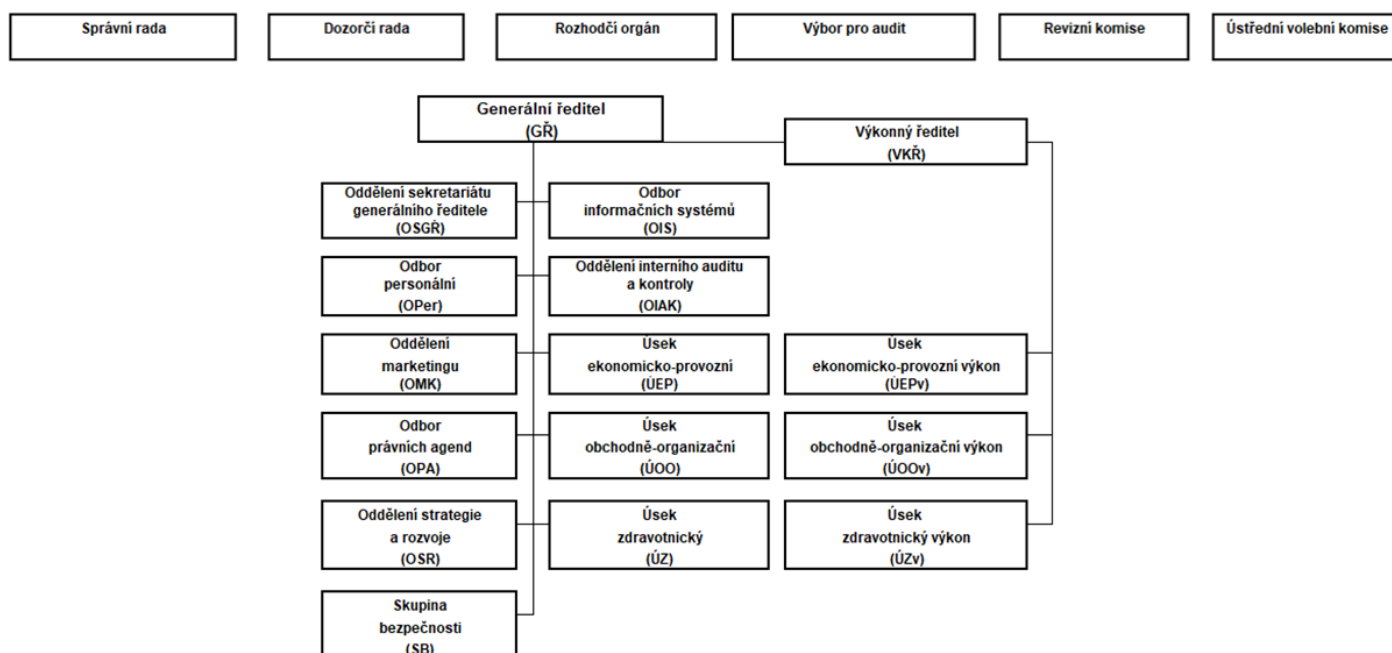 Správní rada
Dozorčí rada
Rozhodčí orgán
Výbor pro audit
Revizní komise
Ústřední volební komise
Generální ředitel
(GŘ)
Výkonný ředitel
(VKŘ)
Oddělení sekretariátu
generálního ředitele
(OSGŘ)
Odbor
informačních systémů
(OIS)
Odbor
personální
(OPer)
Oddělení interního auditu
a kontroly
(OIAK)
Oddělení
marketingu
(OMK)
Úsek
ekonomicko-provozní
(ÚEP)
Úsek
ekonomicko-provozní výkon
(ÚEPv)
Odbor
právních agend
(OPA)
Úsek
obchodně-organizační
(ÚOO)
Úsek
obchodně-organizační výkon
(ÚOOv)
Oddělení strategie
a rozvoje
(OSR)
Úsek
zdravotnický
(ÚZ)
Úsek
zdravotnický výkon
(ÚZv)
Skupina
bezpečnosti
(SB)